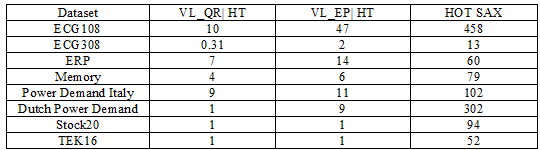 Dataset VL_QR| HT VL_EP| HT HOT SAX
ECG108 10 47 458
ECG308 0.31 2 13
ERP 7 14 60
Memory 4 6 79
Power Demand Italy 9 11 102
Dutch Power Demand 1 9 302
Stock20 1 1 94
TEK16 1 1 52